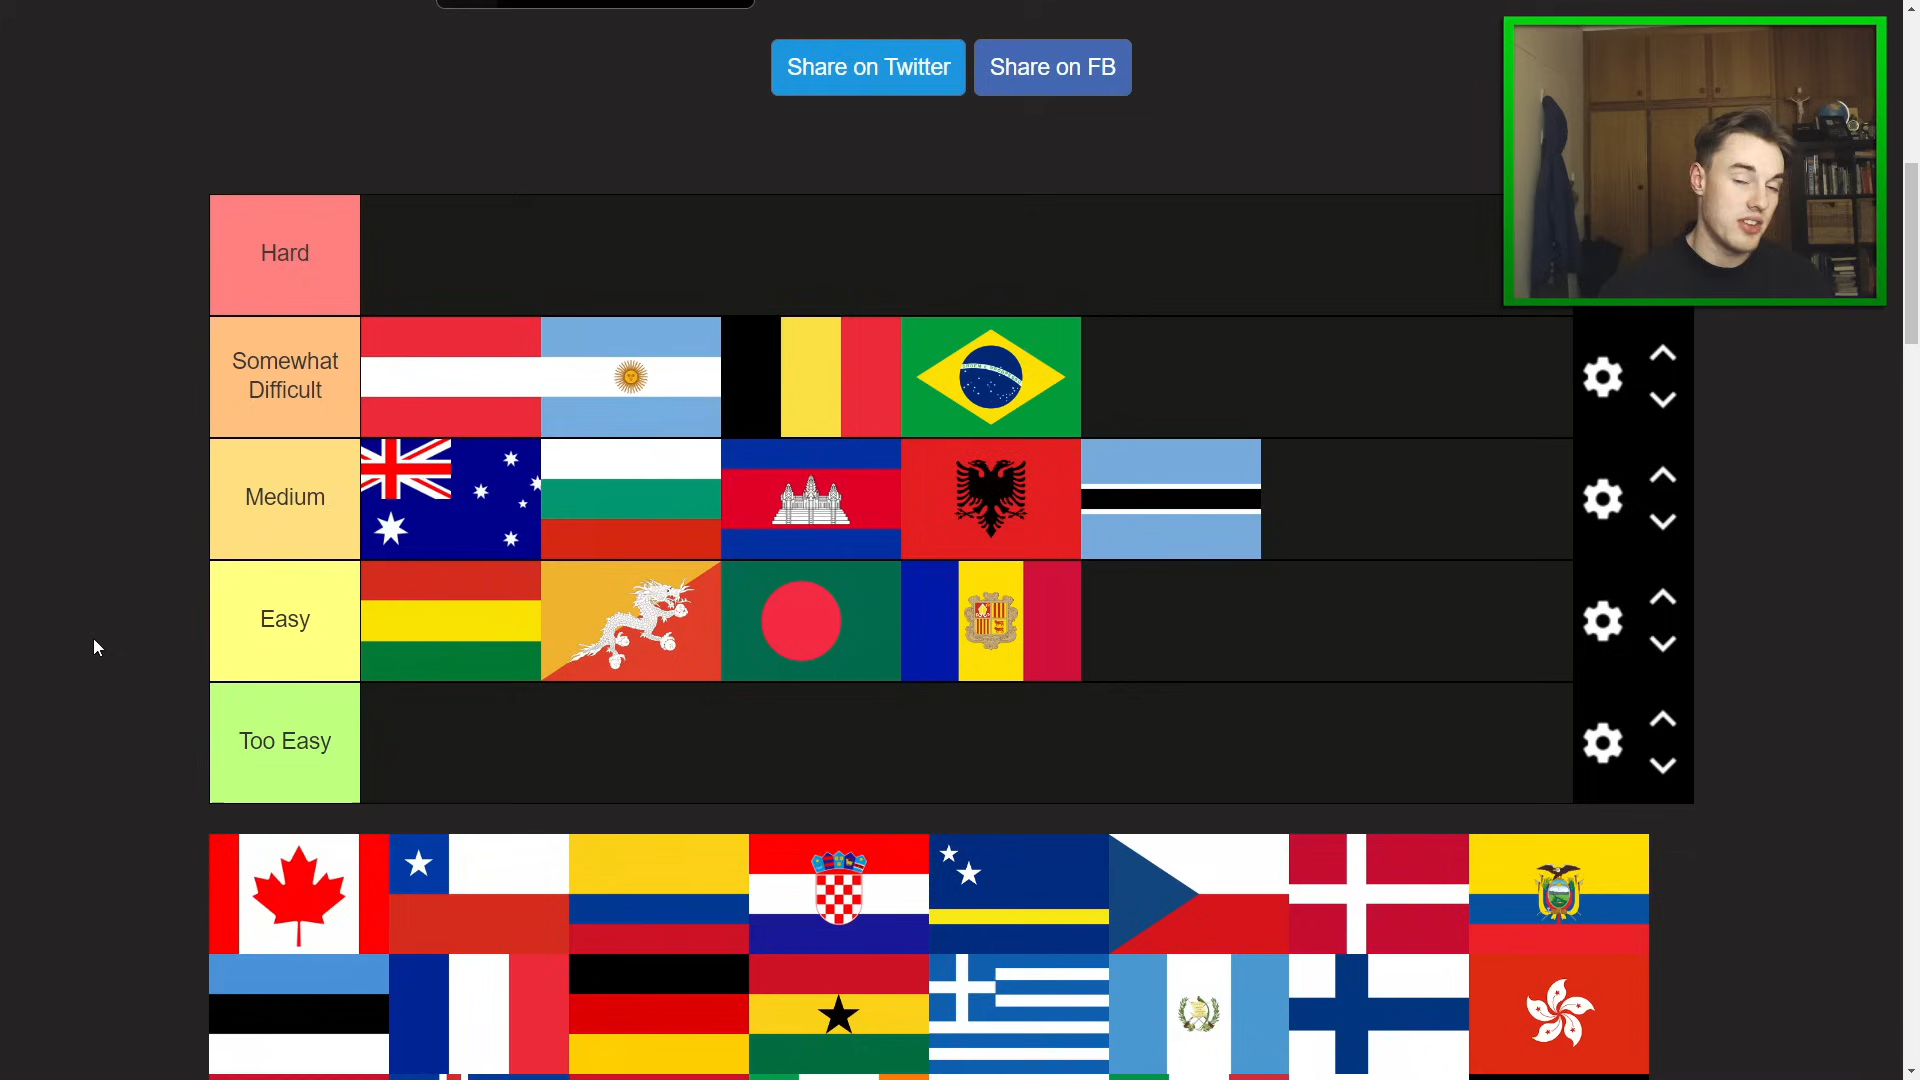 Share on Twitter
Share on FB
Hard
Somewhat
Difficult
Medium
Easy
Too Easy